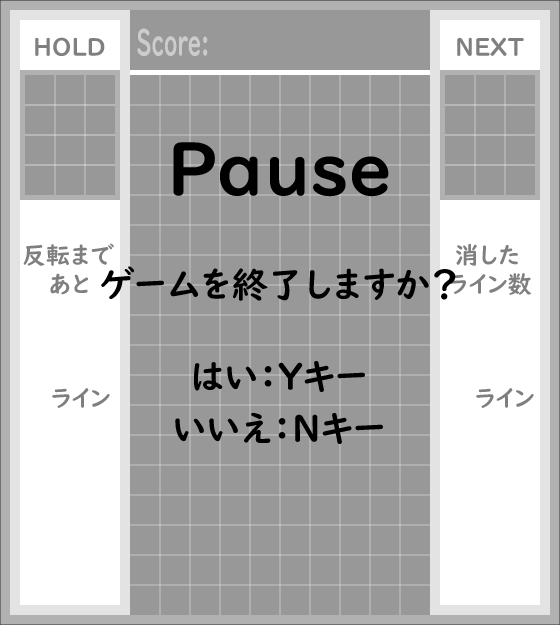 HOLD
Score:
NEXT
Pause
反転まで
あと
消した
ライン数
ゲームを終了しますか？
はい：Yキー
いいえ：Nキー
ライン
ライン